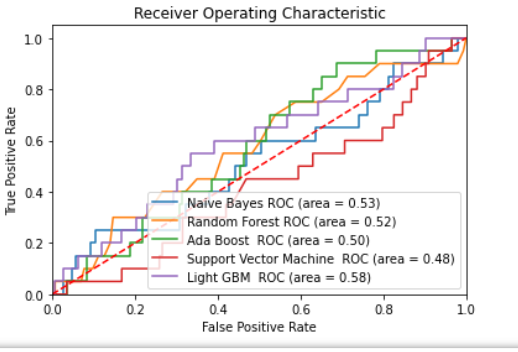 Receiver Operating Characteristic
1.0
0.8
0.6
0.4
0.2
0.0
True Positive Rate
Naive Bayes ROC (area = 0.53)
Random Forest ROC (area = 0.52)
Ada Boost  ROC (area = 0.50)
Support Vector Machine  ROC (area = 0.48)
Light GBM  ROC (area = 0.58)
0.0 0.2 0.4 0.6 0.8 1.0
False Positive Rate